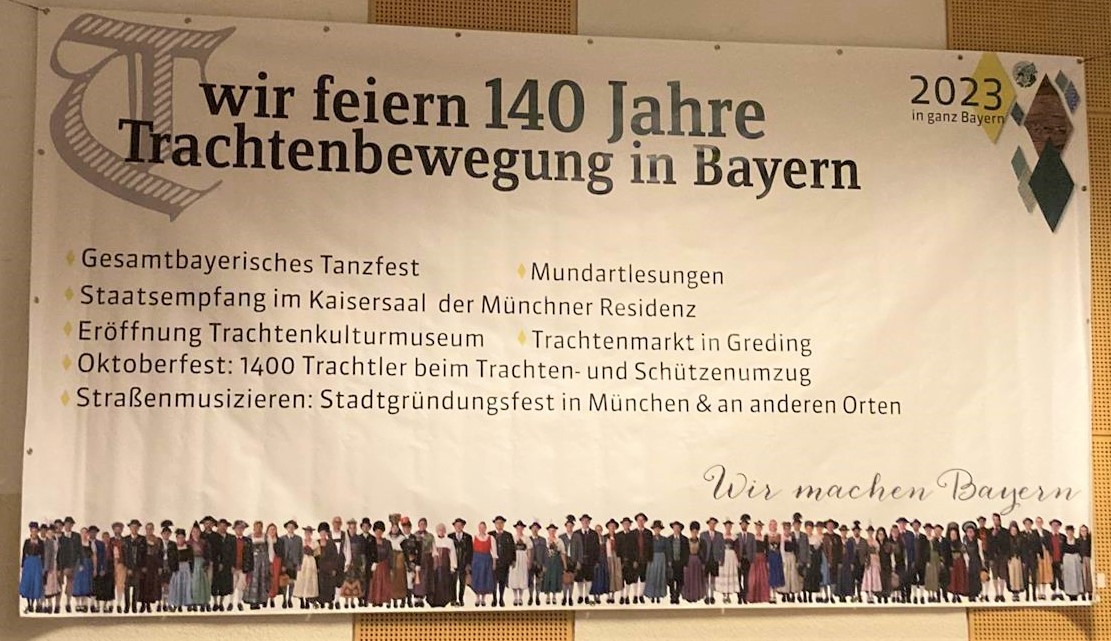 T
wir feiern 140 Jahre
Trachtenbewegung in Bayern
2023
in ganz Bayern
Gesamtbayerisches Tanzfest
Mundartlesungen
Staatsempfang im Kaisersaal der Münchner Residenz
Eröffnung Trachtenkulturmuseum
Trachtenmarkt in Greding
Oktoberfest: 1400 Trachtler beim Trachten- und Schützenumzug
Straßenmusizieren: Stadtgründungsfest in München & an anderen Orten
Wir machen Bayern